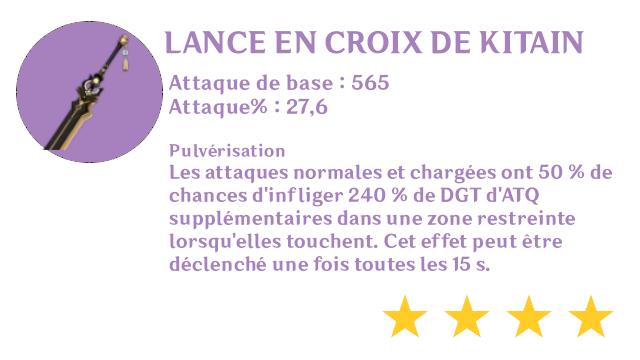 LANCE EN CROIX DE KITAIN
Attaque de base : 565
Attaque% : 27,6
Pulvérisation
Les attaques normales et chargées ont 50 % de
chances d'infliger 240 % de DGT d'ATQ
supplémentaires dans une zone restreinte
lorsqu'elles touchent. Cet effet peut être
déclenché une fois toutes les 15 s.